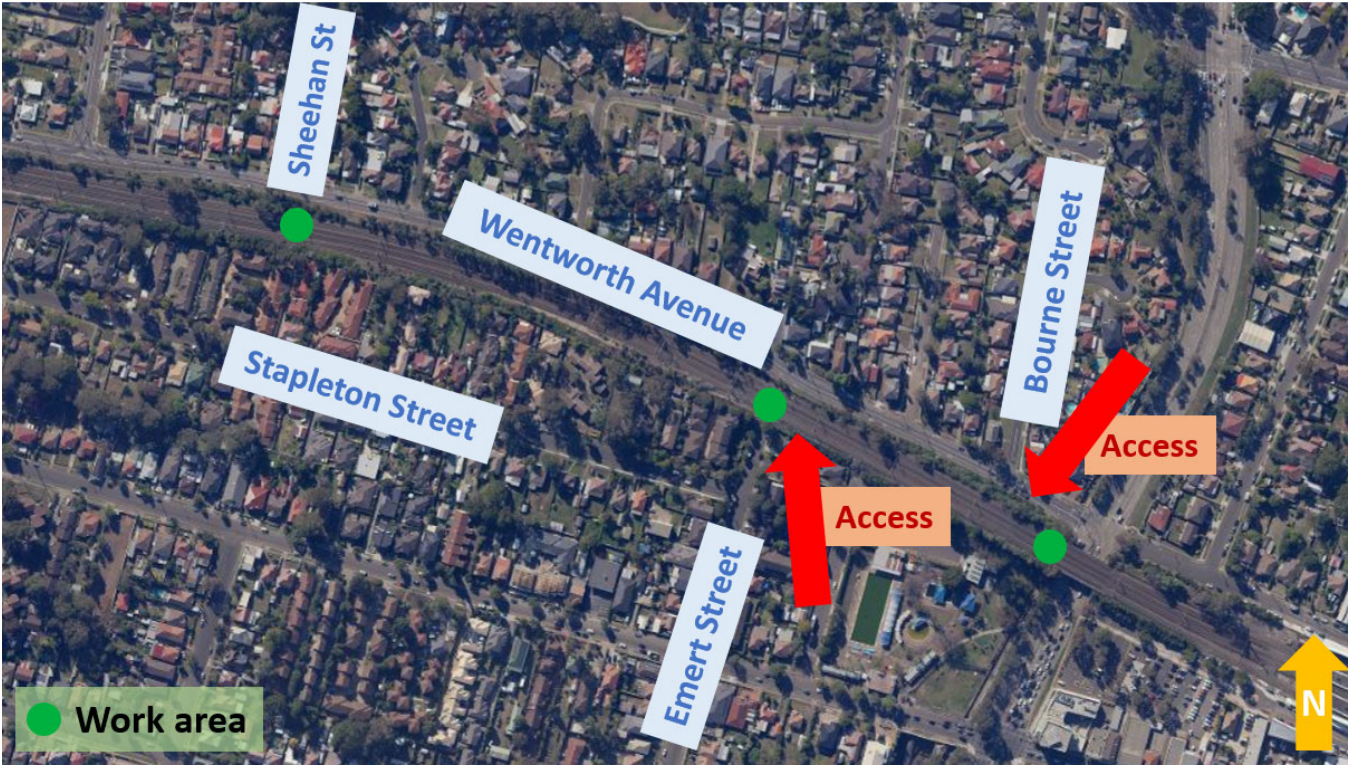 Sheehan St
Wentworth Avenue
Bourne Street
Stapleton Street
Access
Access
Emert Street
Work area
N